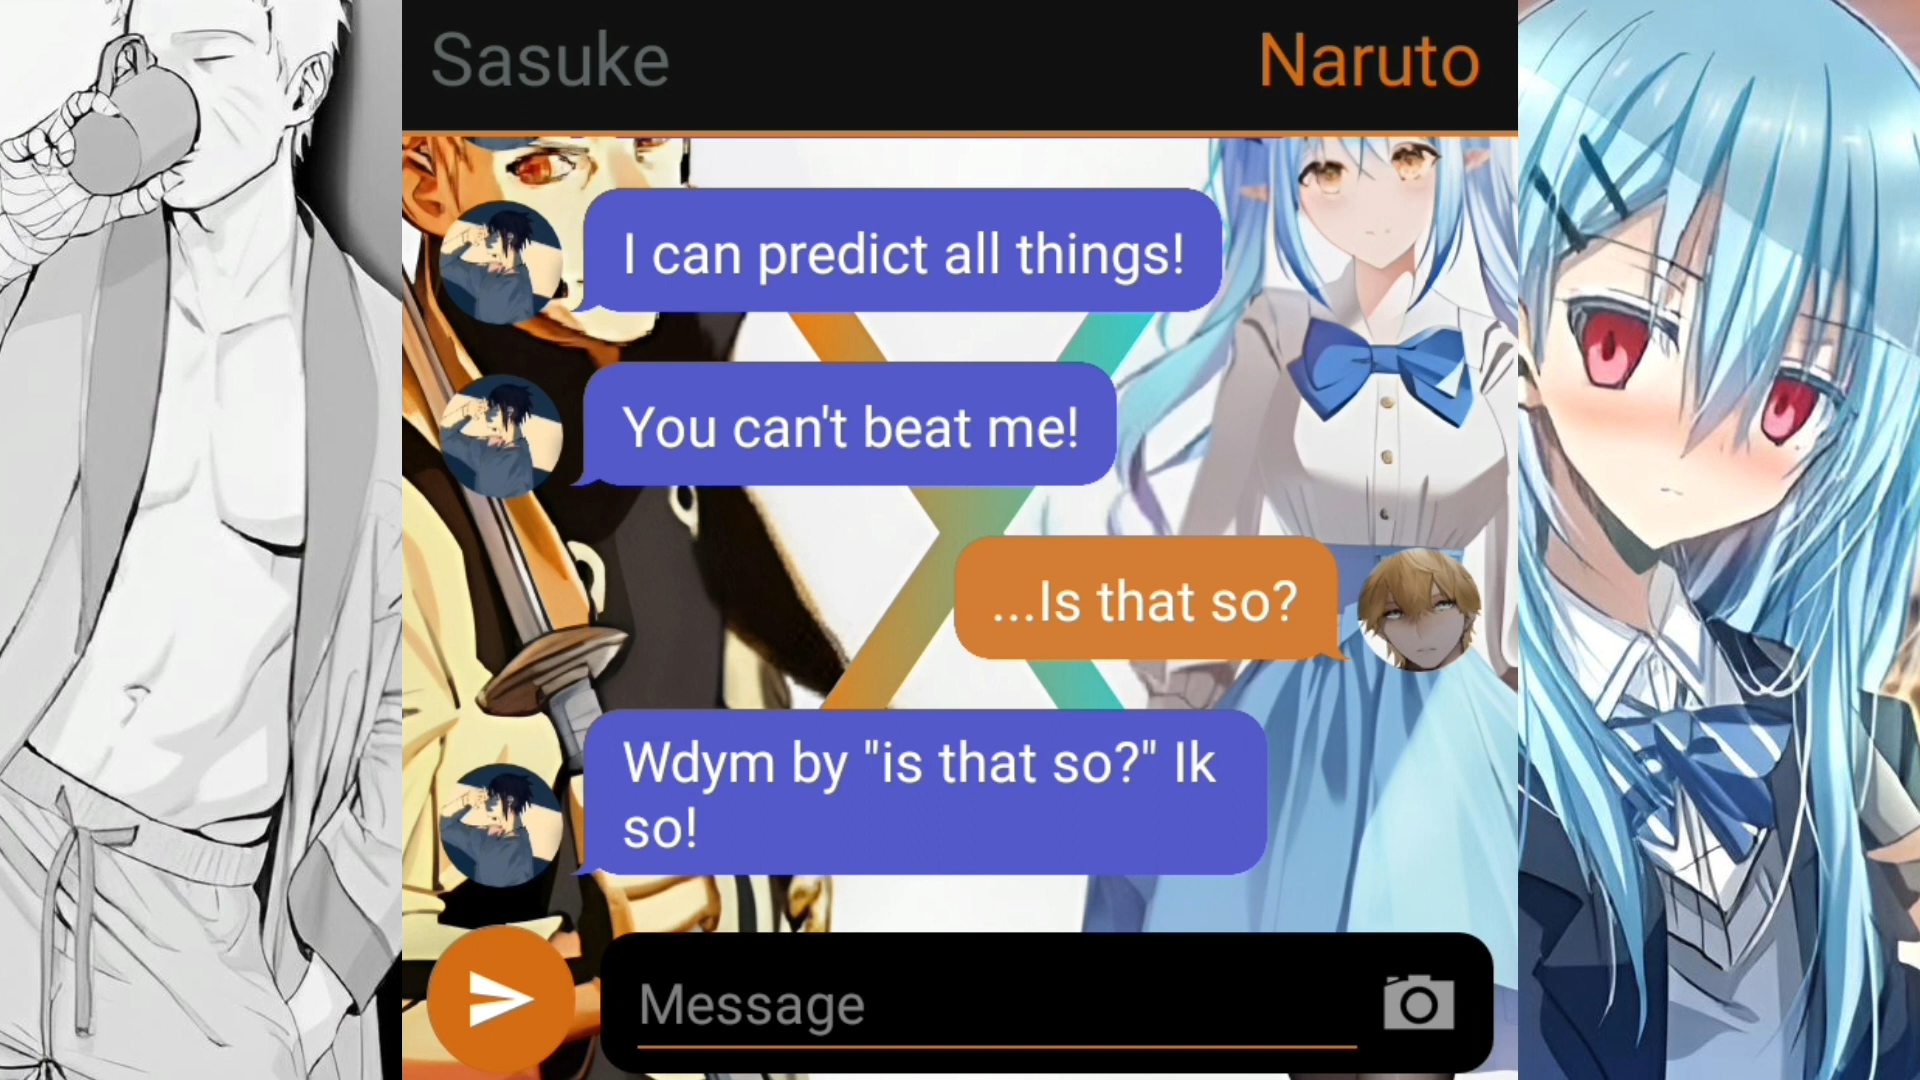 Sasuke
Naruto
I can predict all things!
You can't beat me!
...Is that so?
Wdym by "is that so?" Ik
so!
Message